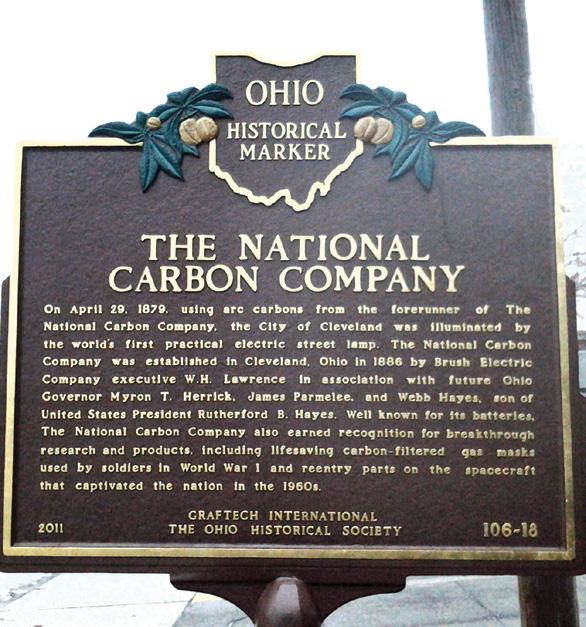 OHIO
HISTORICAL
MARKER
THE NATIONAL
CARBON COMPANY
On April 29, 1879, using arc carbons from the forerunner of The
National Carbon Company, the City of Cleveland was illuminated by
the world's first practical electric street lamp. The National Carbon
Company was established in Cleveland, Ohio in 1886 by Brush Electric
Company executive W.H. Lawrence in association with future Ohio
Governor Myron T. Herrick, James Parmelee, and Webb Hayes, son of
United States President Rutherford B. Hayes. Well known for its batteries,
The National Carbon Company also earned recognition for breakthrough
research and products, including lifesaving carbon-filtered gas masks
used by soldiers in World War I and reentry parts on the spacecraft
that captivated the nation in the 1960s.
GRAFTECH INTERNATIONAL
2011 THE OHIO HISTORICAL SOCIETY 106-18